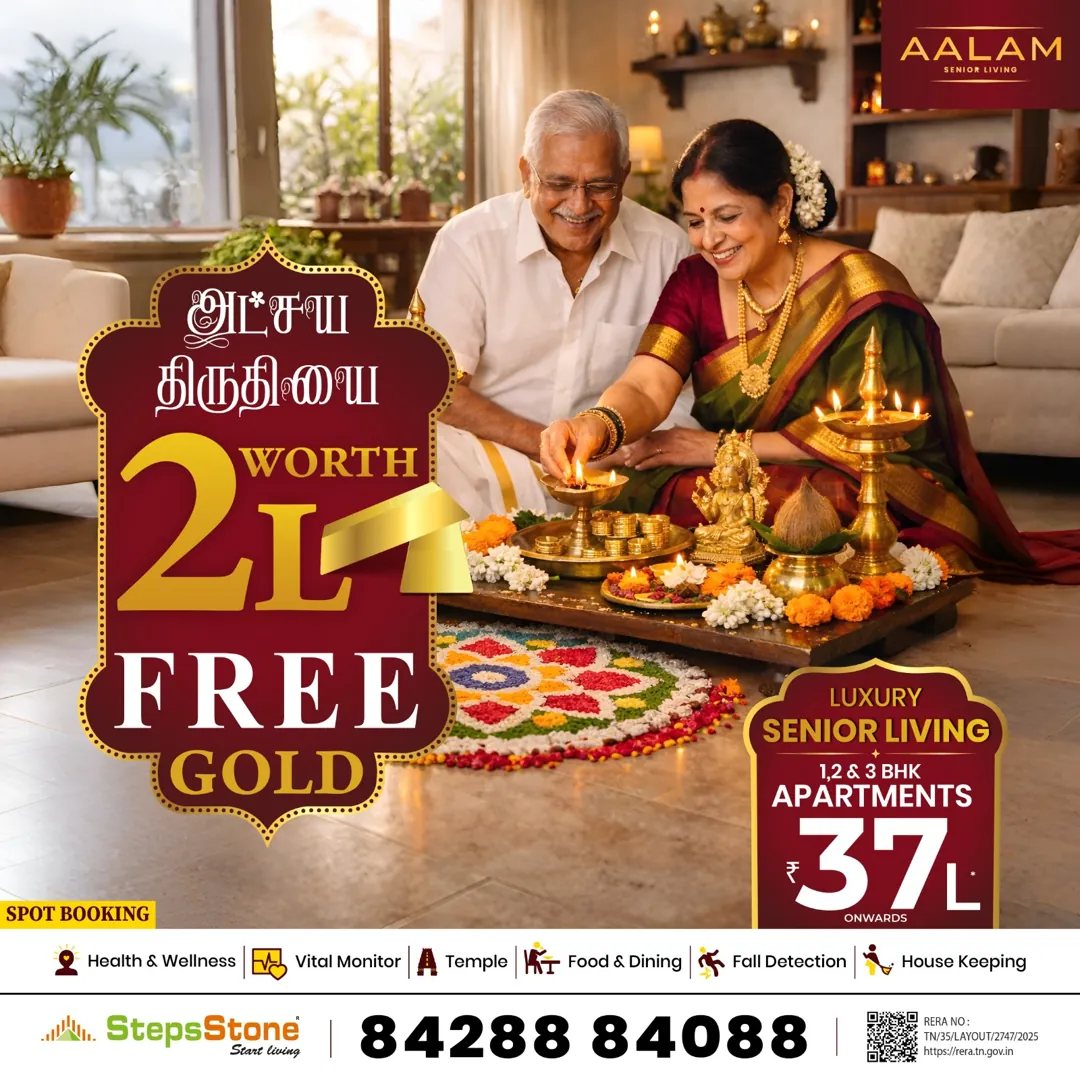 AALAM
SENIOR LIVING
அட்சய
திருதியை
2L WORTH
FREE
GOLD
LUXURY
SENIOR LIVING
1,2 & 3 BHK
APARTMENTS
₹37L*
ONWARDS
SPOT BOOKING
Health & Wellness
Vital Monitor
Temple
Food & Dining
Fall Detection
House Keeping
StepsStone®
Start living
84288 84088
RERA NO :
TN/35/LAYOUT/2747/2025
https://rera.tn.gov.in